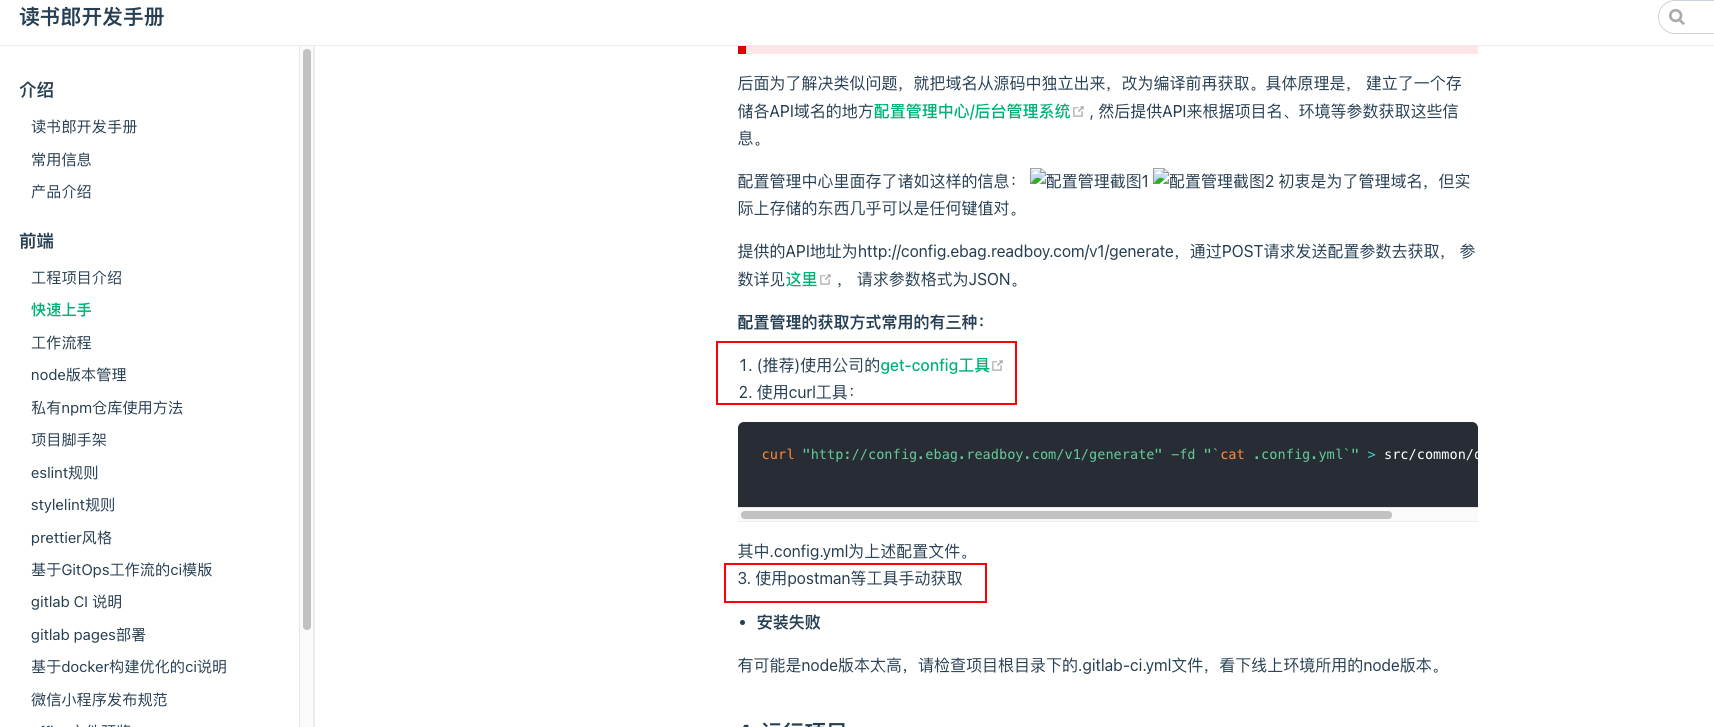 读书郎开发手册
介绍
读书郎开发手册
常用信息
产品介绍
前端
工程项目介绍
快速上手
工作流程
node版本管理
私有npm仓库使用方法
项目脚手架
eslint规则
stylelint规则
prettier风格
基于GitOps工作流的ci模版
gitlab CI 说明
gitlab pages部署
基于docker构建优化的ci说明
微信小程序发布规范
后面为了解决类似问题，就把域名从源码中独立出来，改为编译前再获取。具体原理是， 建立了一个存
储各API域名的地方配置管理中心/后台管理系统 , 然后提供API来根据项目名、环境等参数获取这些信
息。
配置管理中心里面存了诸如这样的信息： 配置管理截图1 配置管理截图2 初衷是为了管理域名，但实
际上存储的东西几乎可以是任何键值对。
提供的API地址为http://config.ebag.readboy.com/v1/generate，通过POST请求发送配置参数去获取， 参
数详见这里 ， 请求参数格式为JSON。
配置管理的获取方式常用的有三种：
1. (推荐)使用公司的get-config工具
2. 使用curl工具：
curl "http://config.ebag.readboy.com/v1/generate" -fd "`cat .config.yml`" > src/common/
其中.config.yml为上述配置文件。
3. 使用postman等工具手动获取
• 安装失败
有可能是node版本太高，请检查项目根目录下的.gitlab-ci.yml文件，看下线上环境所用的node版本。
4. 运行项目